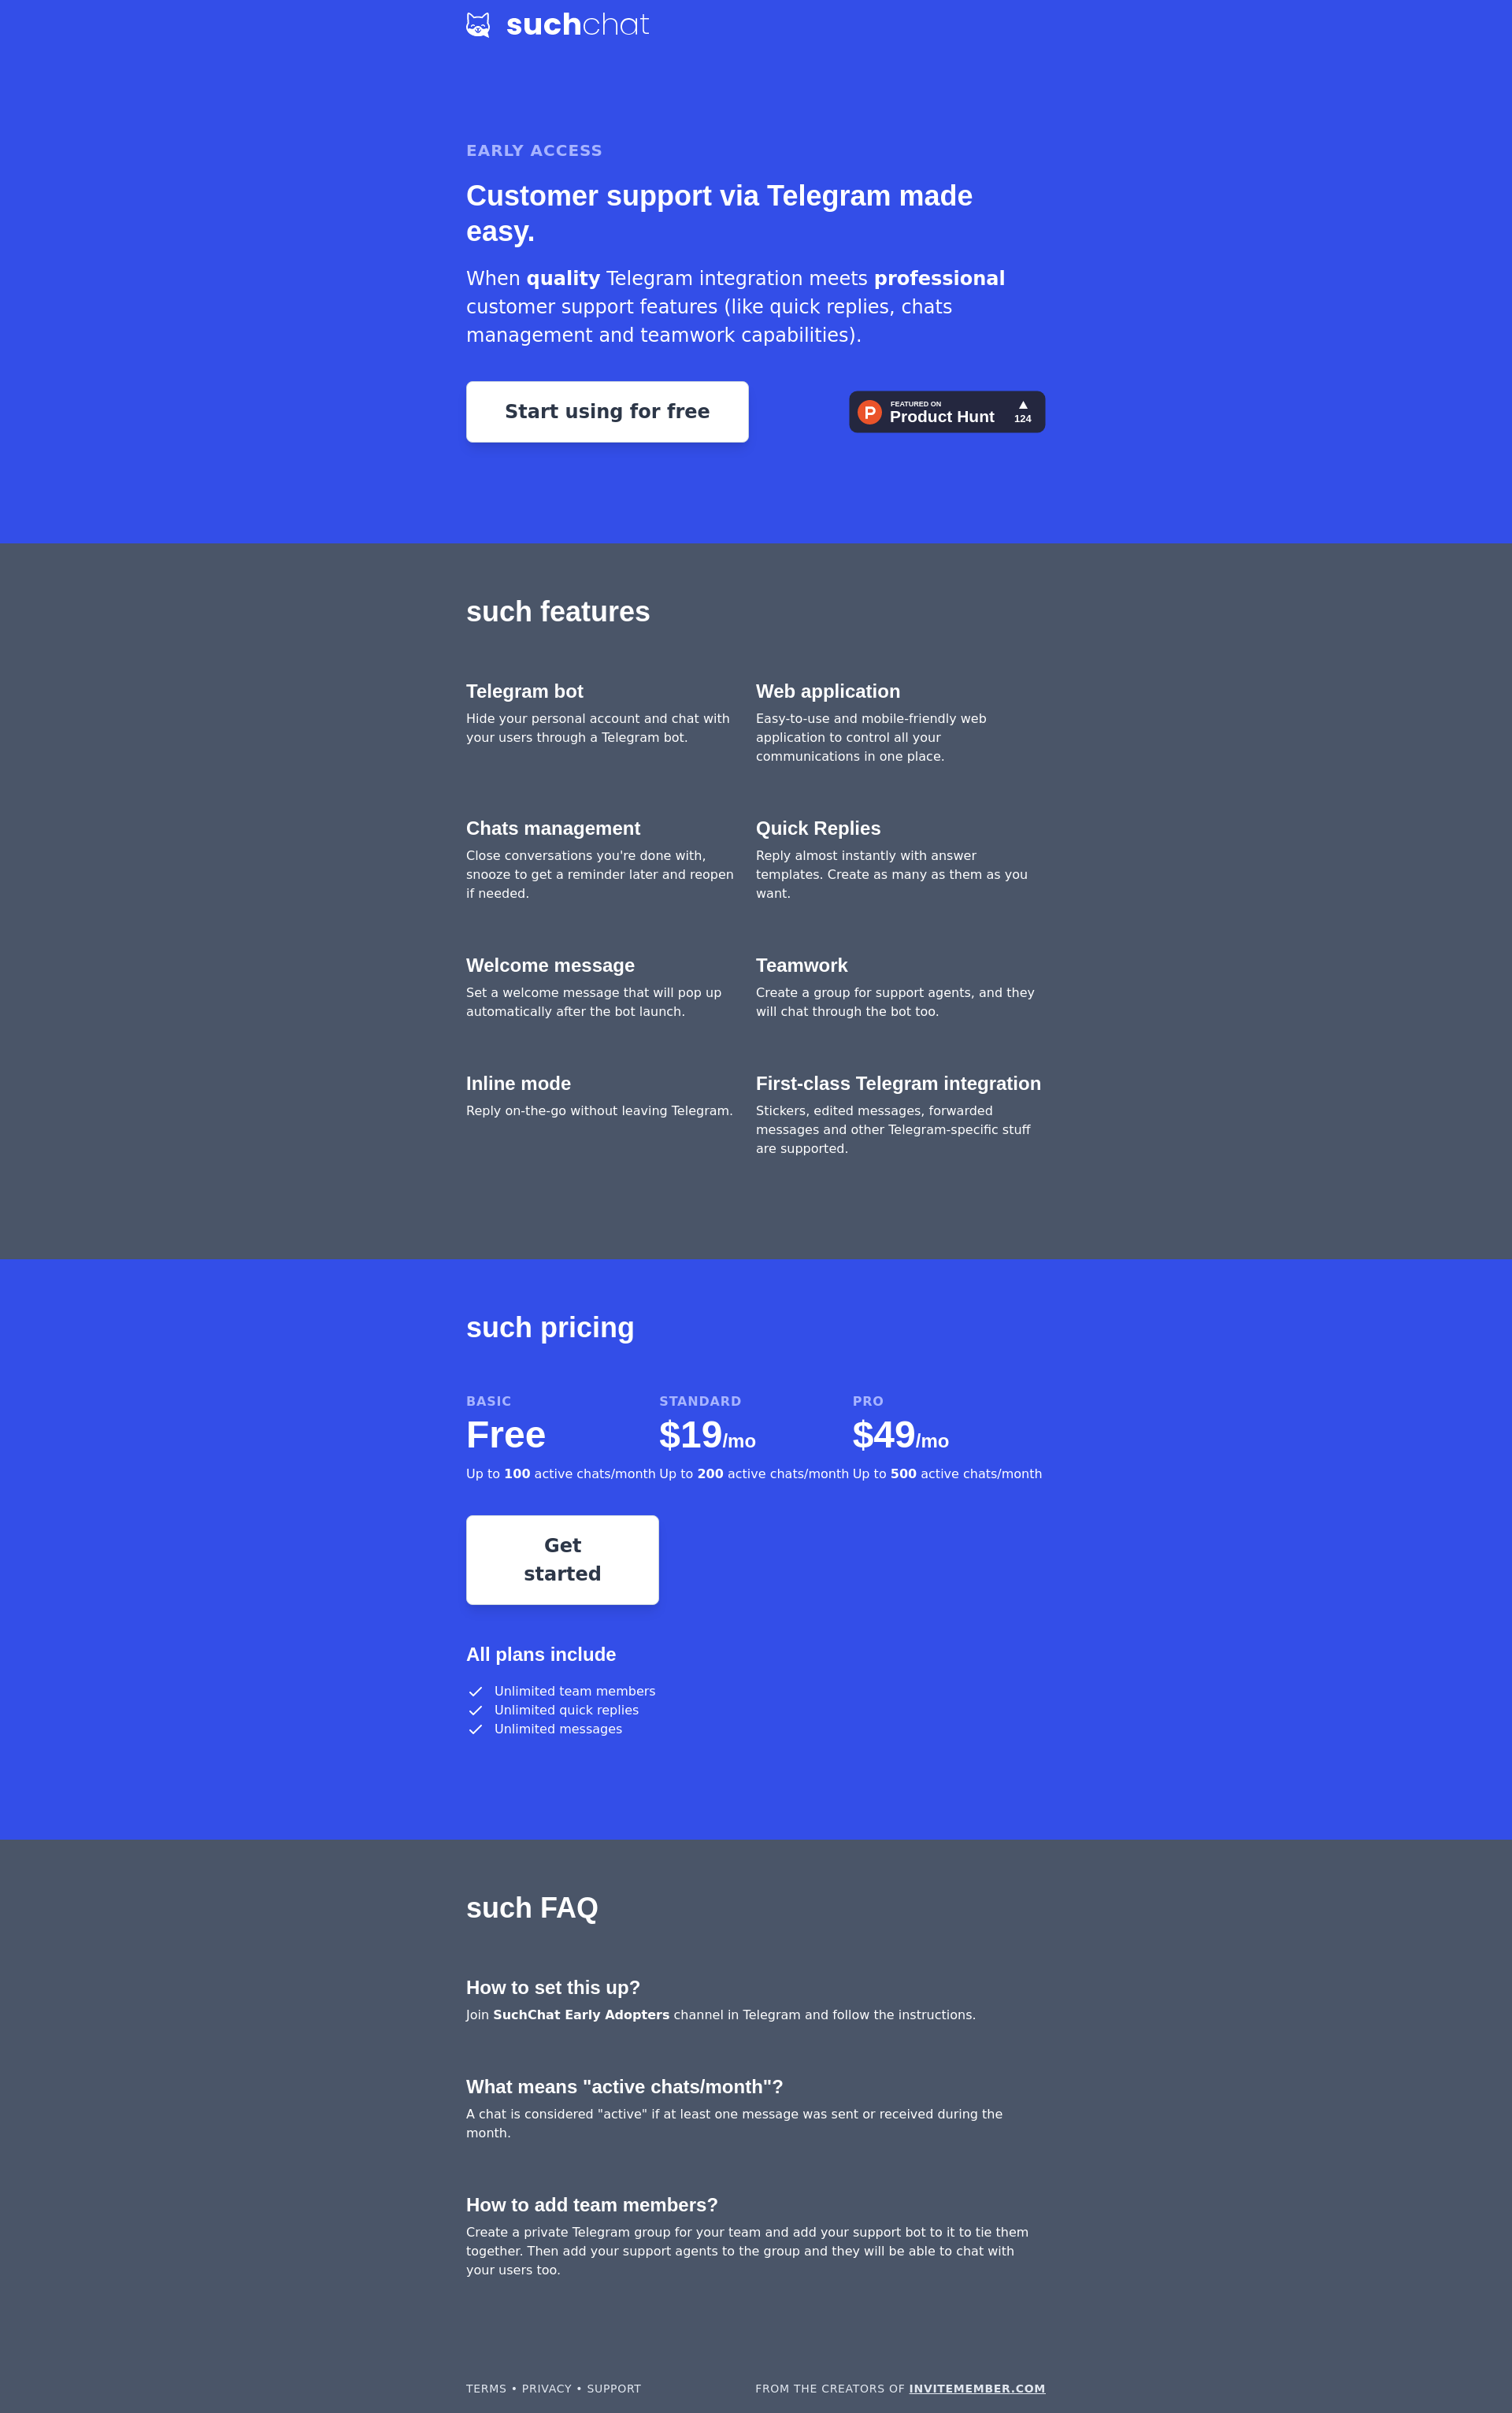 suchchat
EARLY ACCESS
Customer support via Telegram made
easy.
When quality Telegram integration meets professional
customer support features (like quick replies, chats
management and teamwork capabilities).
Start using for free
P
FEATURED ON
Product Hunt
▲
124
such features
Telegram bot
Hide your personal account and chat with
your users through a Telegram bot.
Web application
Easy-to-use and mobile-friendly web
application to control all your
communications in one place.
Chats management
Close conversations you're done with,
snooze to get a reminder later and reopen
if needed.
Quick Replies
Reply almost instantly with answer
templates. Create as many as them as you
want.
Welcome message
Set a welcome message that will pop up
automatically after the bot launch.
Teamwork
Create a group for support agents, and they
will chat through the bot too.
Inline mode
Reply on-the-go without leaving Telegram.
First-class Telegram integration
Stickers, edited messages, forwarded
messages and other Telegram-specific stuff
are supported.
such pricing
BASIC
Free
Up to 100 active chats/month
STANDARD
$19/mo
Up to 200 active chats/month
PRO
$49/mo
Up to 500 active chats/month
Get
started
All plans include
Unlimited team members
Unlimited quick replies
Unlimited messages
such FAQ
How to set this up?
Join SuchChat Early Adopters channel in Telegram and follow the instructions.
What means "active chats/month"?
A chat is considered "active" if at least one message was sent or received during the
month.
How to add team members?
Create a private Telegram group for your team and add your support bot to it to tie them
together. Then add your support agents to the group and they will be able to chat with
your users too.
TERMS • PRIVACY • SUPPORT
FROM THE CREATORS OF INVITEMEMBER.COM